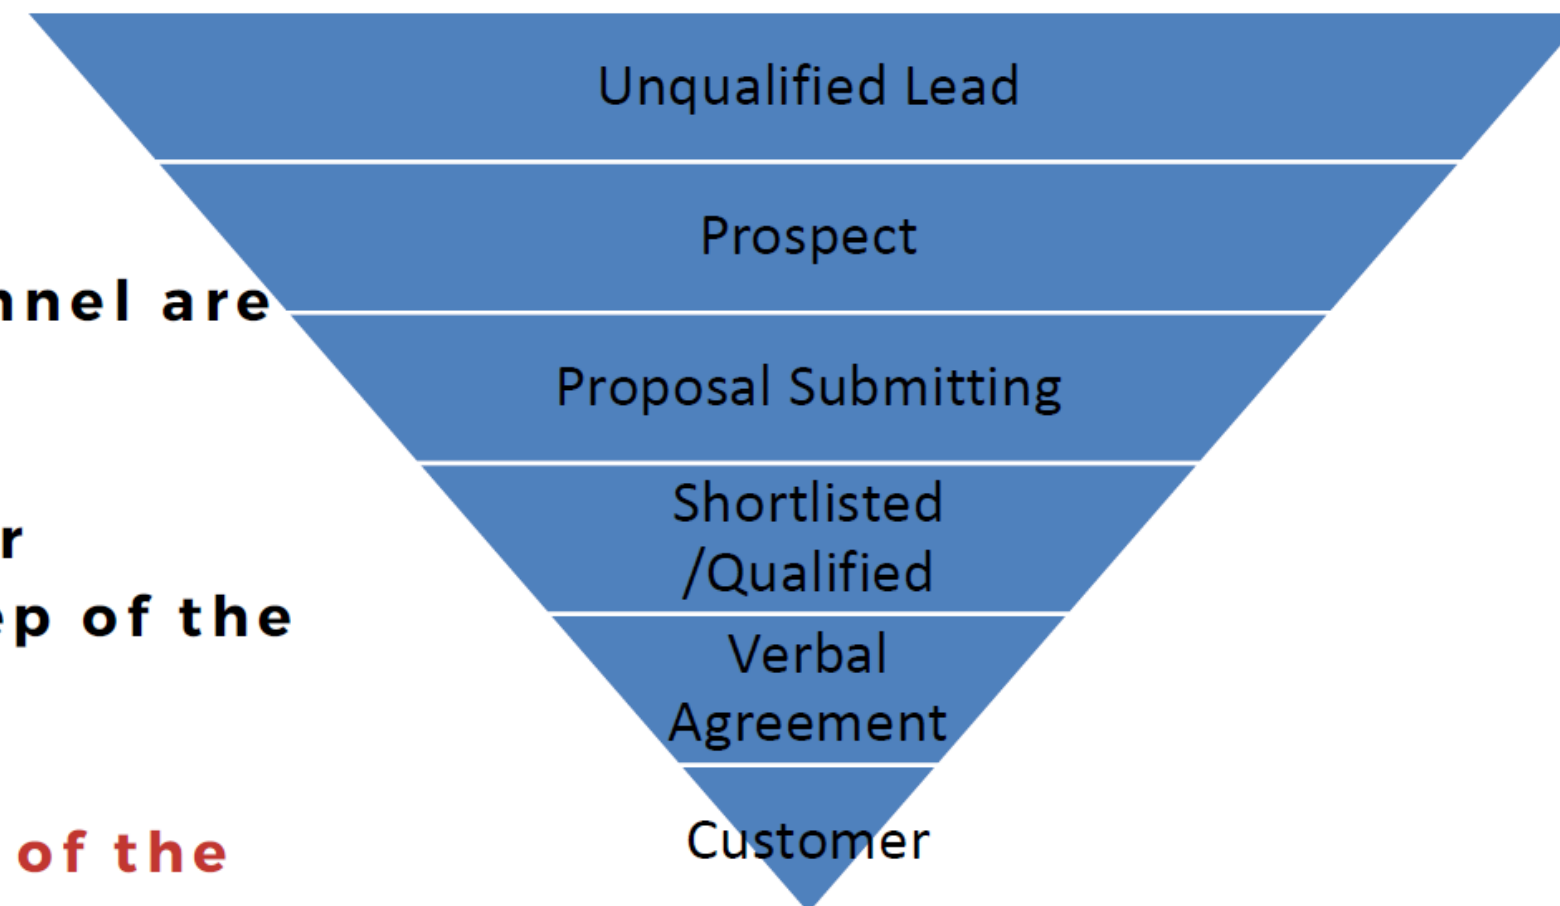 Unqualified Lead
Prospect
nnel are
Proposal Submitting
Shortlisted
/Qualified
r
ep of the
Verbal
Agreement
Customer
of the